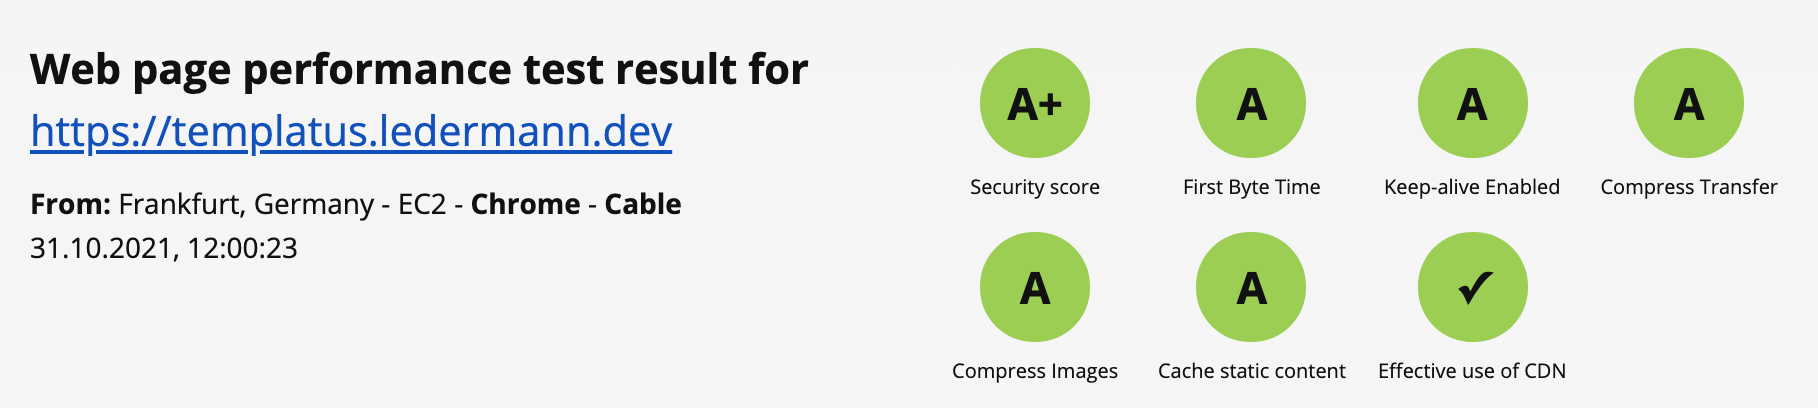 Web page performance test result for
https://templatus.ledermann.dev
From: Frankfurt, Germany - EC2 - Chrome - Cable
31.10.2021, 12:00:23
A+ A A A
Security score First Byte Time Keep-alive Enabled Compress Transfer
A A ✓
Compress Images Cache static content Effective use of CDN